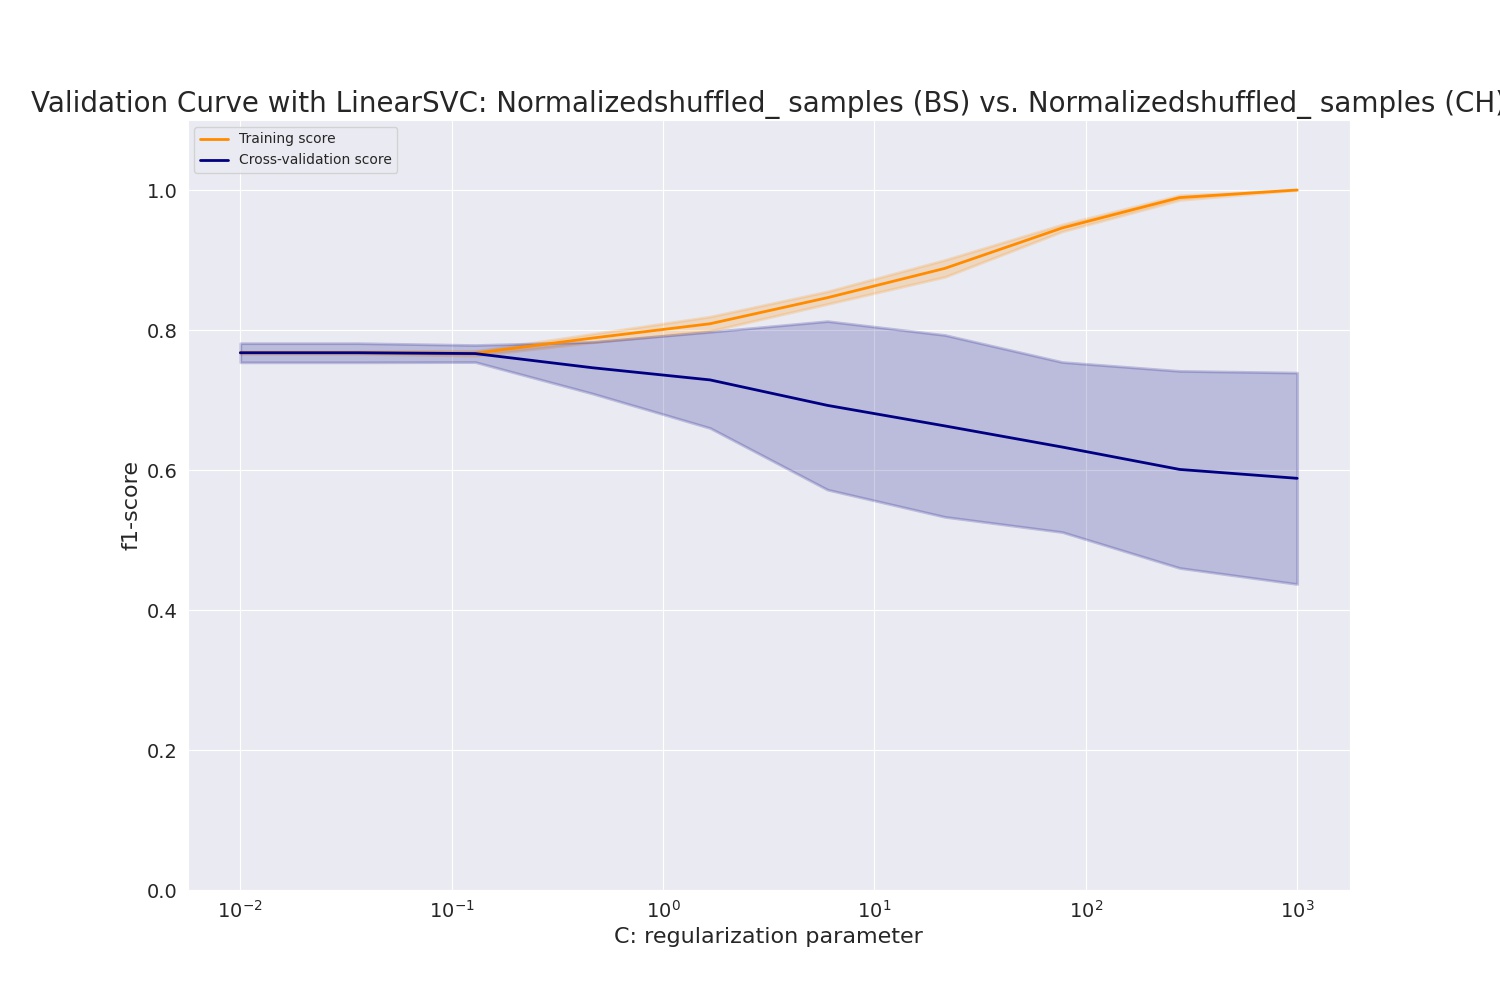 Validation Curve with LinearSVC: Normalizedshuffled_ samples (BS) vs. Normalizedshuffled_ samples (CH)
Training score
Cross-validation score
1.0
0.8
0.6
0.4
0.2
0.0
f1-score
10⁻² 10⁻¹ 10⁰ 10¹ 10² 10³
C: regularization parameter